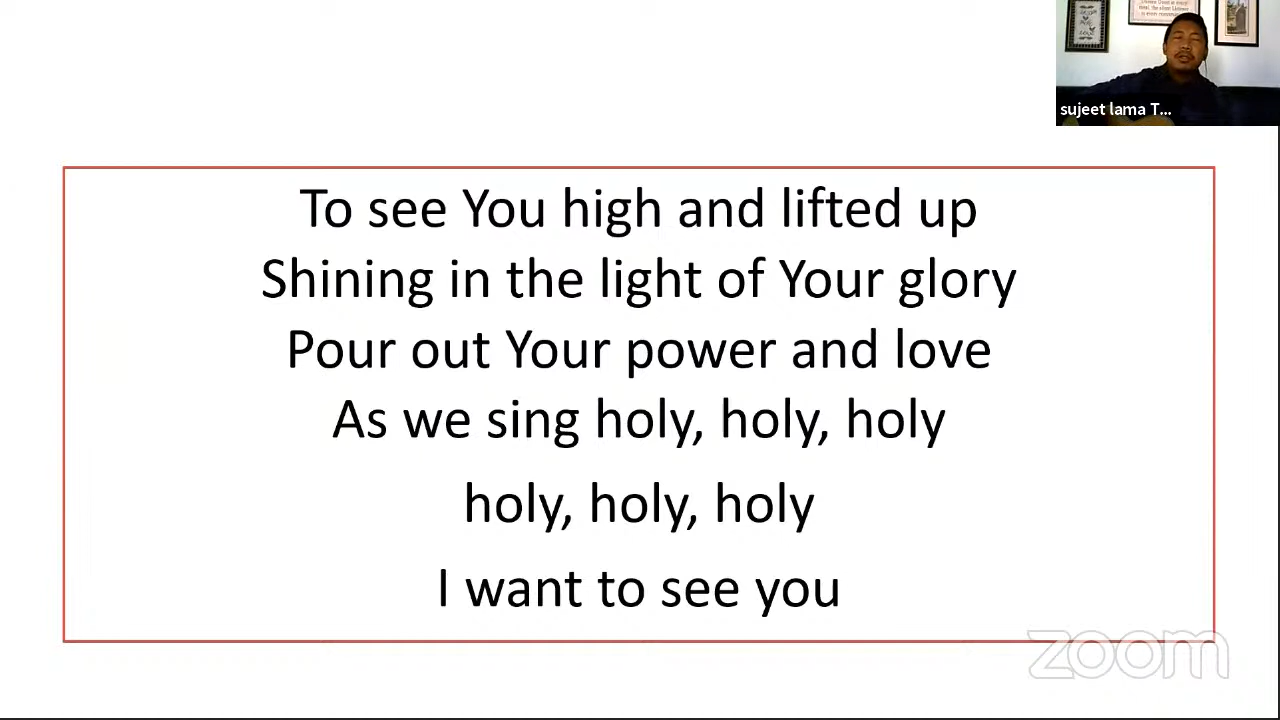 sujeet lama T...
To see You high and lifted up
Shining in the light of Your glory
Pour out Your power and love
As we sing holy, holy, holy
holy, holy, holy
I want to see you
zoom